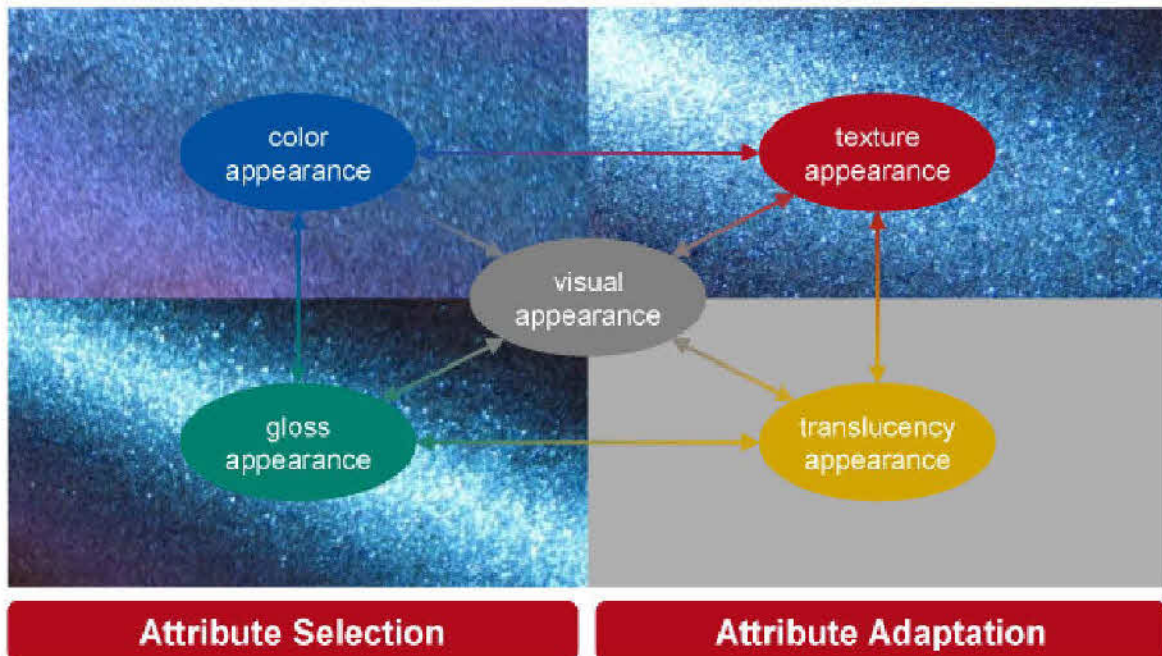 color
appearance
texture
appearance
visual
appearance
gloss
appearance
translucency
appearance
Attribute Selection
Attribute Adaptation